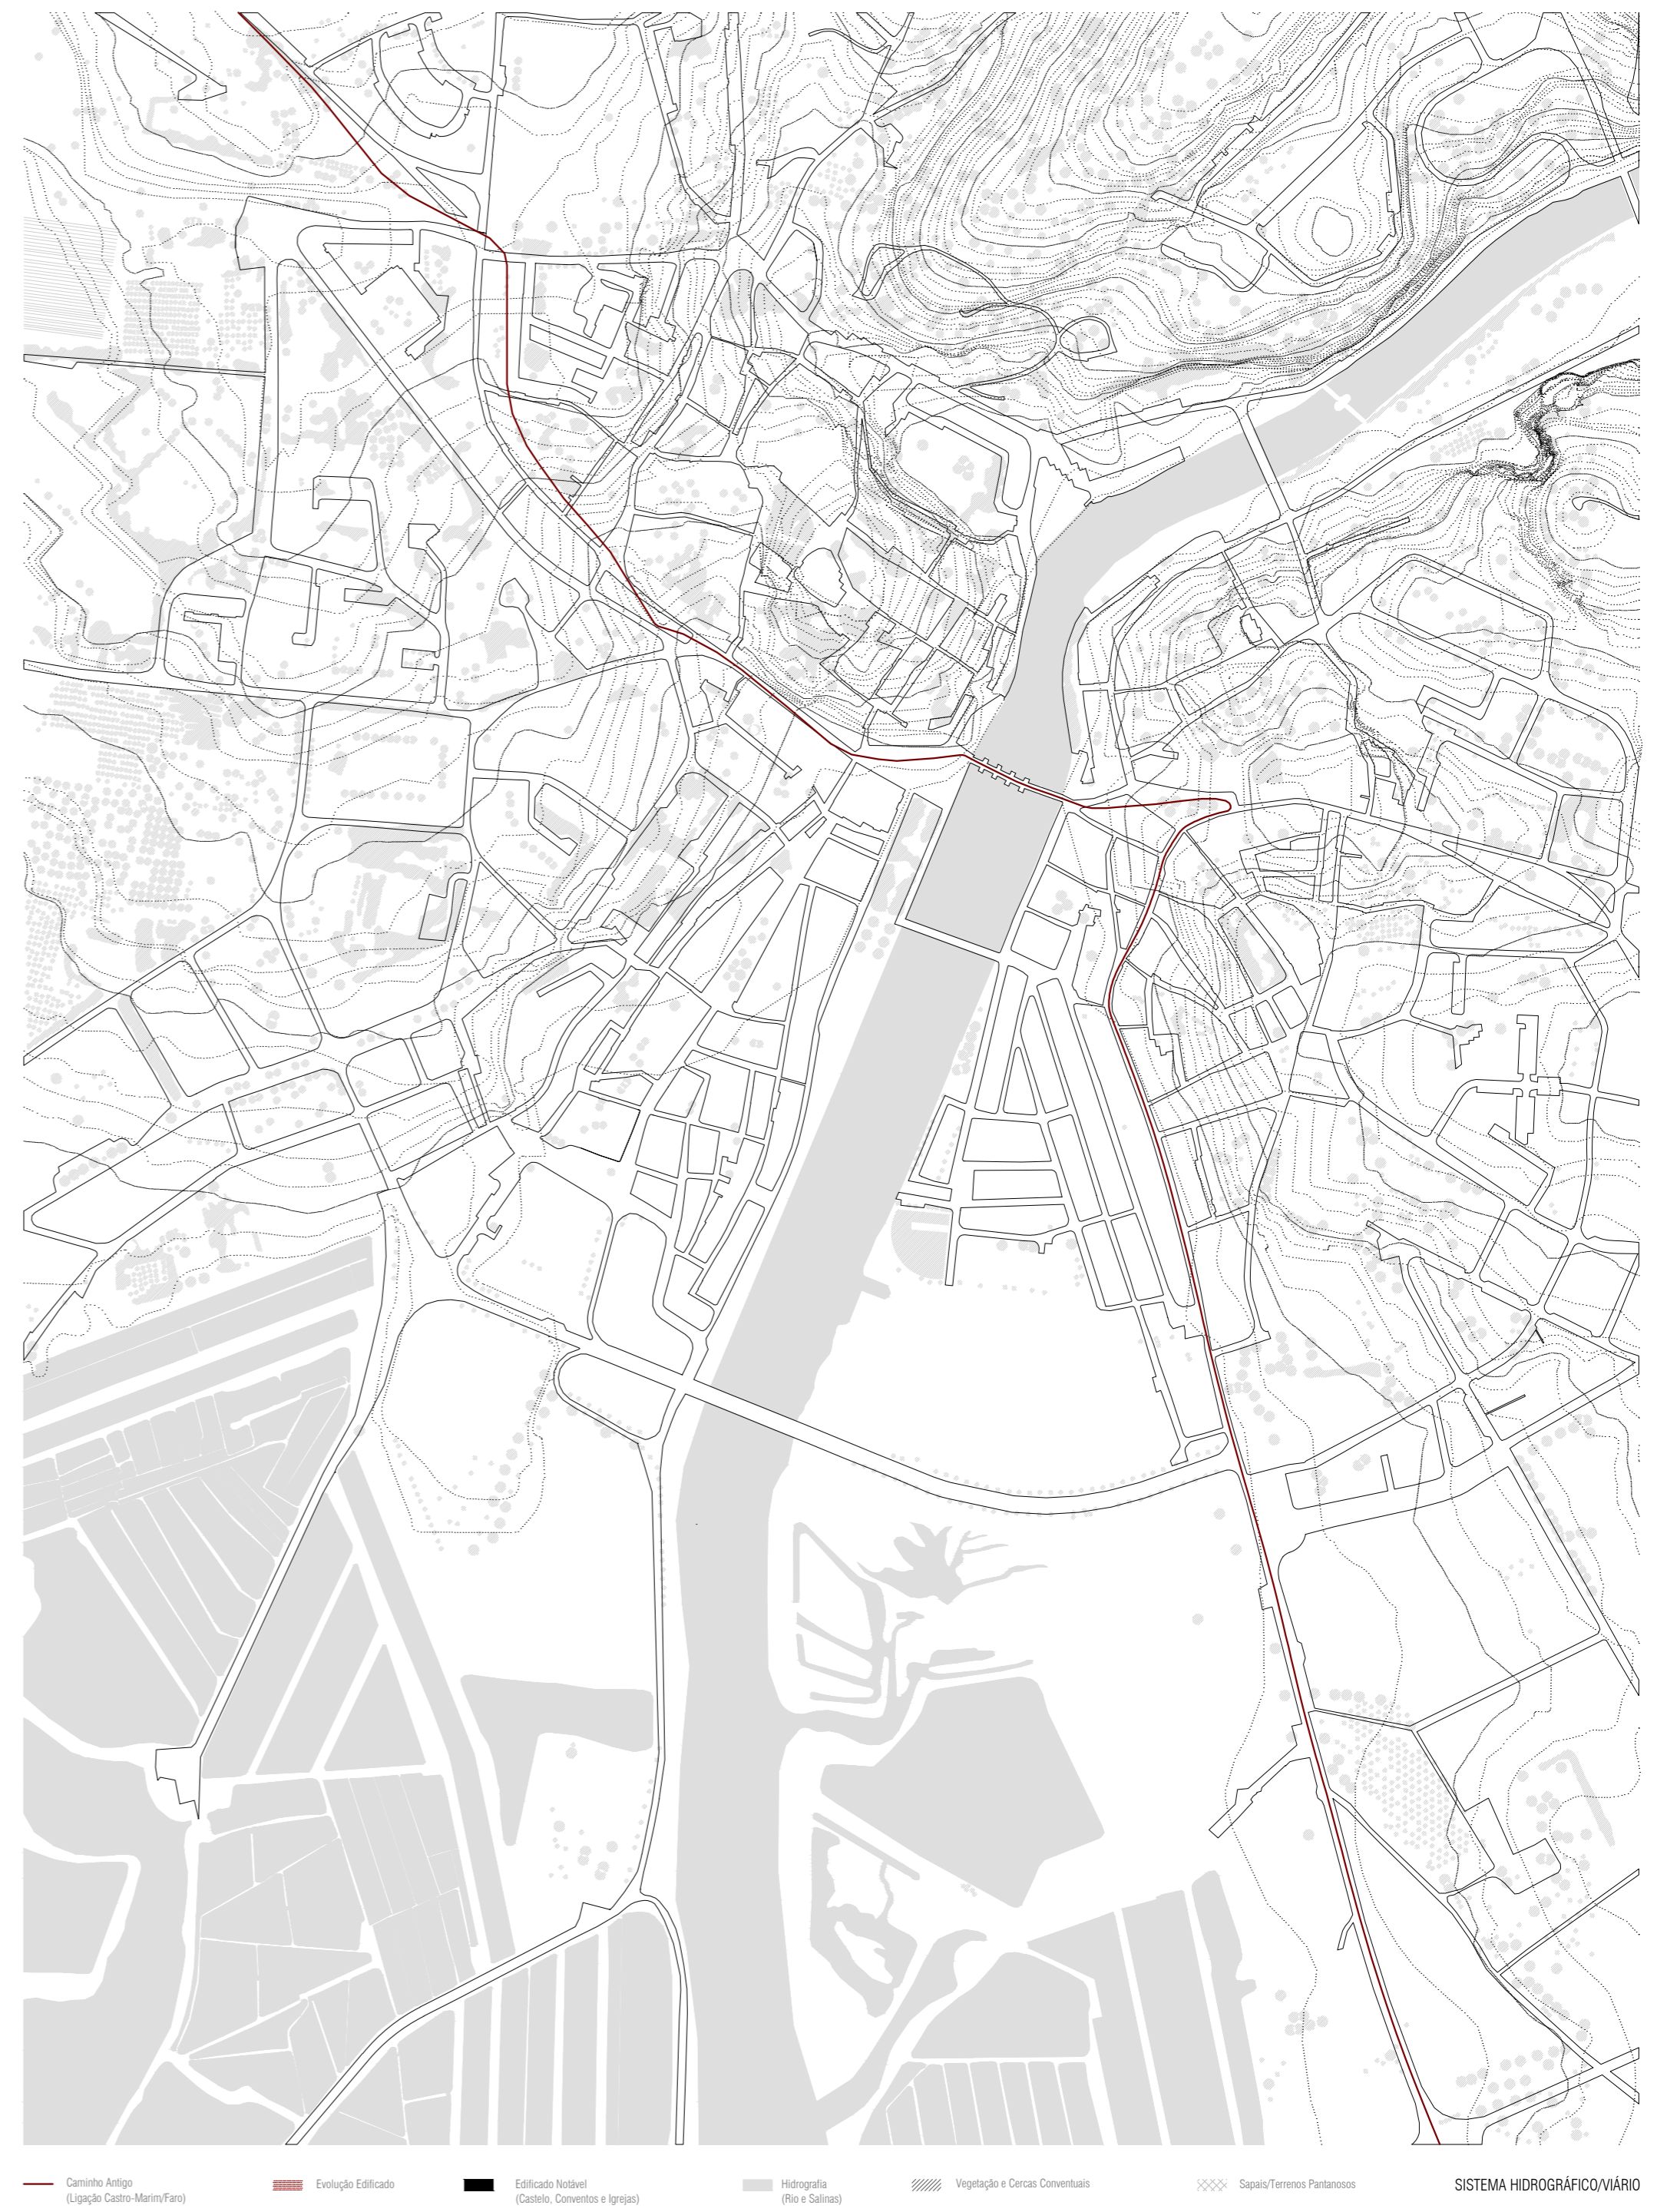 Caminho Antigo
(Ligação Castro-Marim/Faro)
Evolução Edificado
Edificado Notável
(Castelo, Conventos e Igrejas)
Hidrografia
(Rio e Salinas)
Vegetação e Cercas Conventuais
Sapais/Terrenos Pantanosos
SISTEMA HIDROGRÁFICO/VIÁRIO